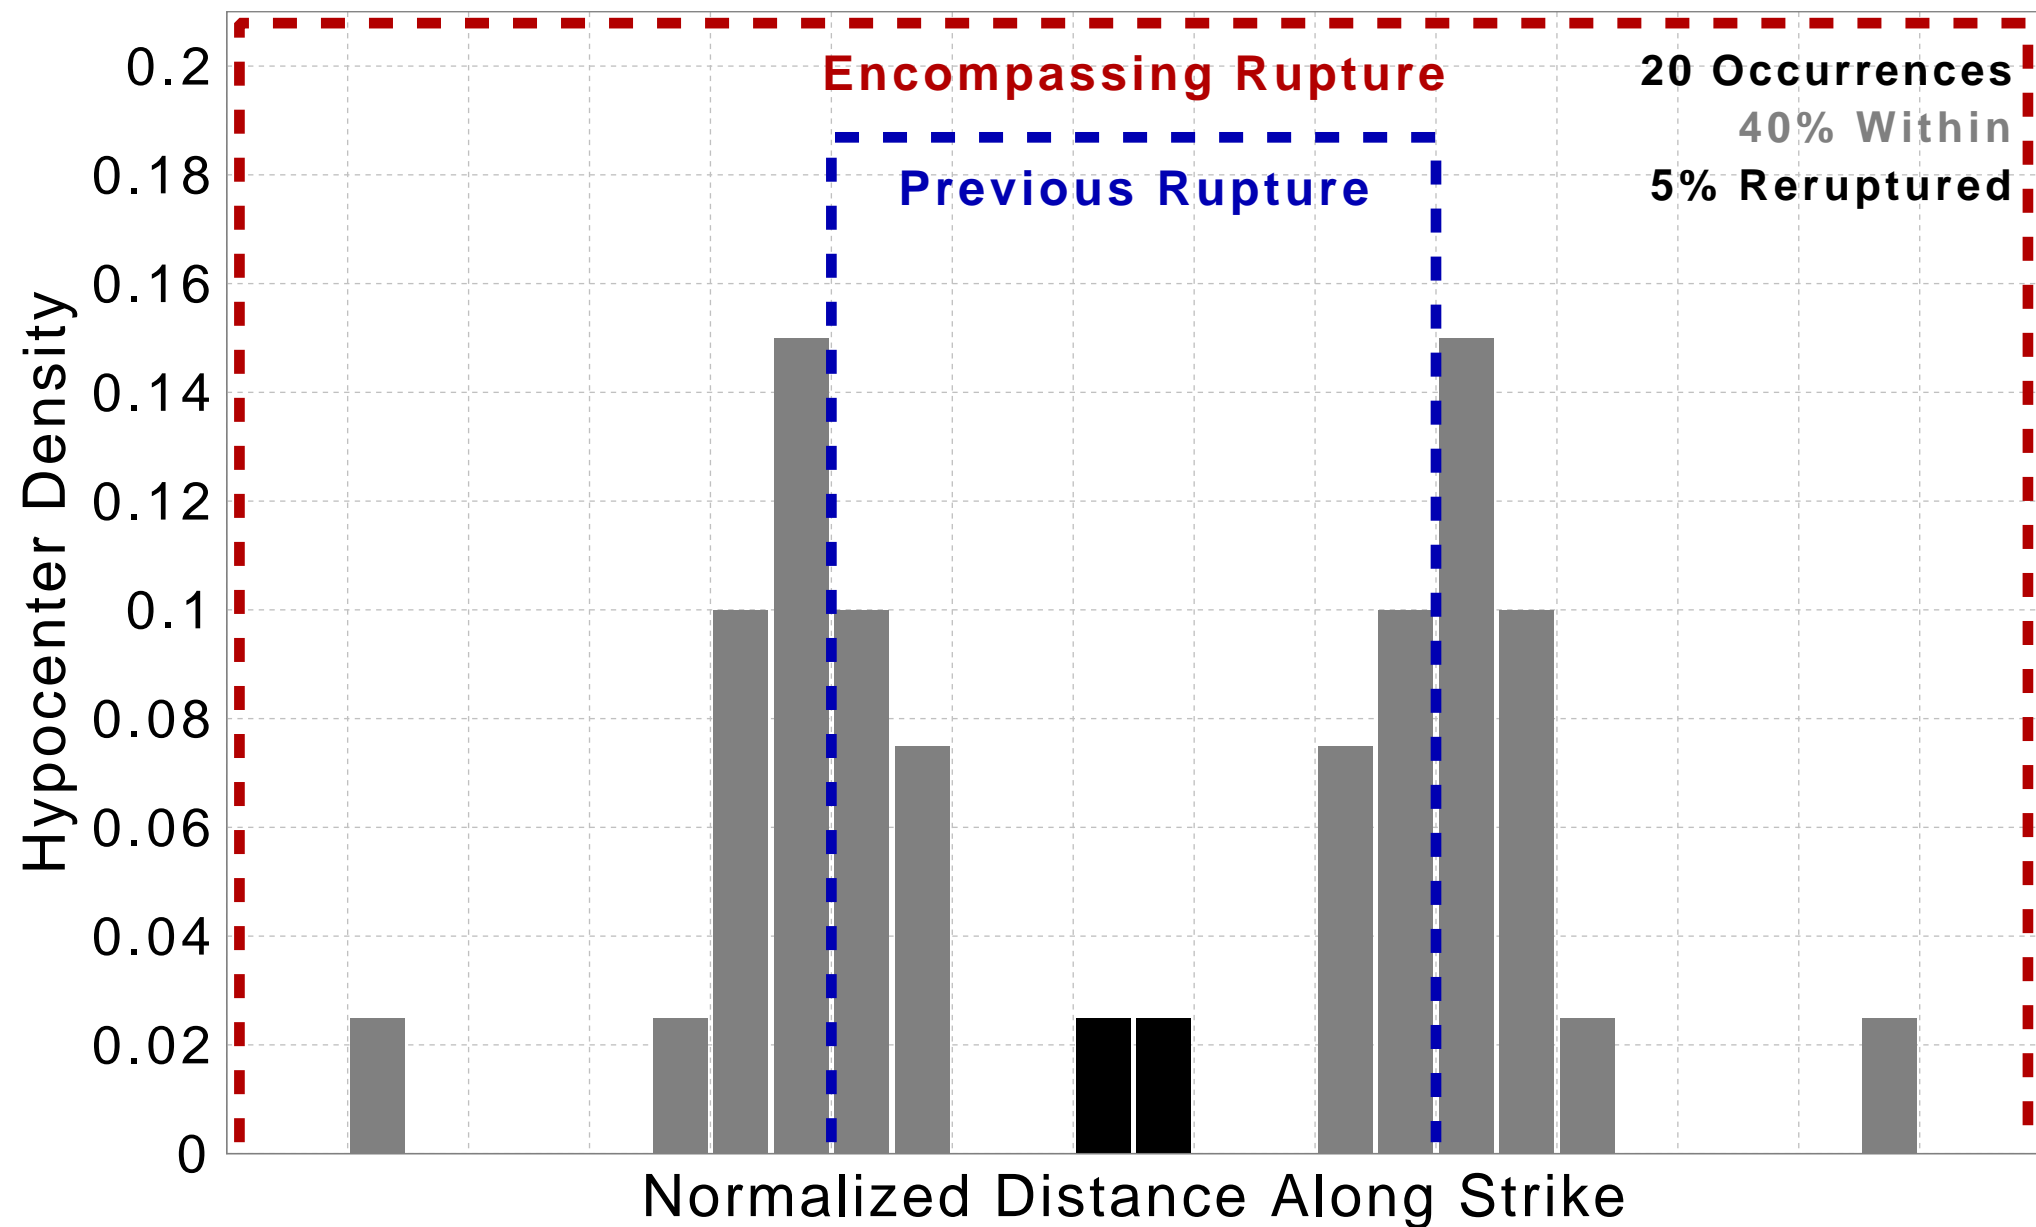 Encompassing Rupture
Previous Rupture
20 Occurrences
40% Within
5% Reruptured
Hypocenter Density
0.2
0.18
0.16
0.14
0.12
0.1
0.08
0.06
0.04
0.02
0
Normalized Distance Along Strike